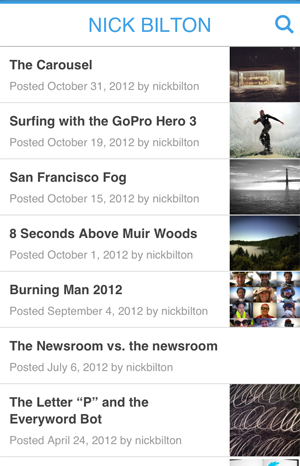 NICK BILTON
The Carousel
Posted October 31, 2012 by nickbilton
Surfing with the GoPro Hero 3
Posted October 19, 2012 by nickbilton
San Francisco Fog
Posted October 15, 2012 by nickbilton
8 Seconds Above Muir Woods
Posted October 1, 2012 by nickbilton
Burning Man 2012
Posted September 4, 2012 by nickbilton
The Newsroom vs. the newsroom
Posted July 6, 2012 by nickbilton
The Letter “P” and the
Everyword Bot
Posted April 24, 2012 by nickbilton